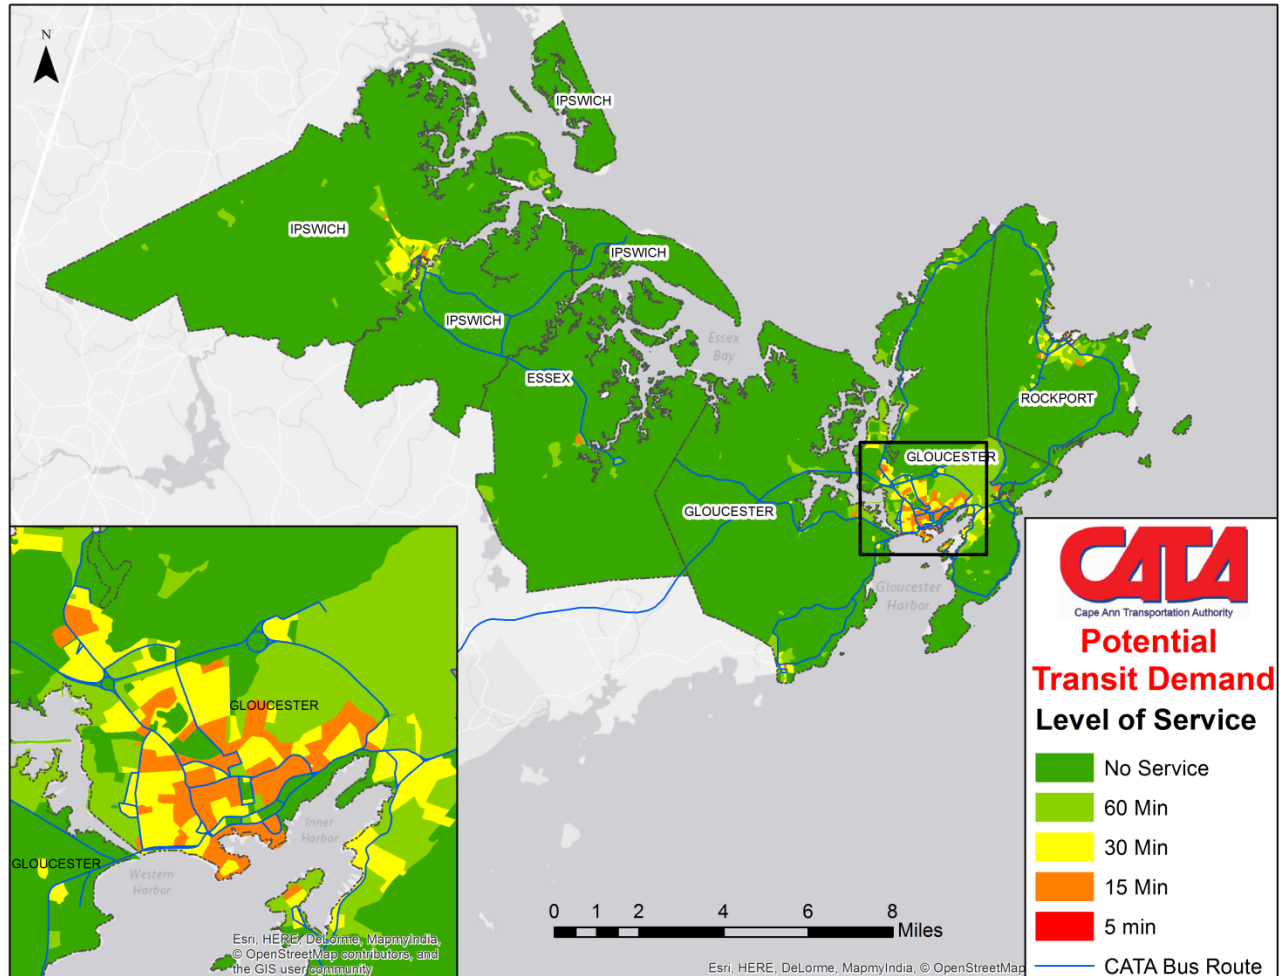 N
IPSWICH
IPSWICH
IPSWICH
IPSWICH
Essex
Bay
ESSEX
ROCKPORT
GLOUCESTER
GLOUCESTER
Gloucester
Harbor
GLOUCESTER
Inner
Harbor
GLOUCESTER
Western
Harbor
Esri, HERE, DeLorme, MapmyIndia,
© OpenStreetMap contributors, and
the GIS user community
0 1 2 4 6 8
Miles
Esri, HERE, DeLorme, MapmyIndia, © OpenStreetMap
CATA
Cape Ann Transportation Authority
Potential
Transit Demand
Level of Service
No Service
60 Min
30 Min
15 Min
5 min
CATA Bus Route